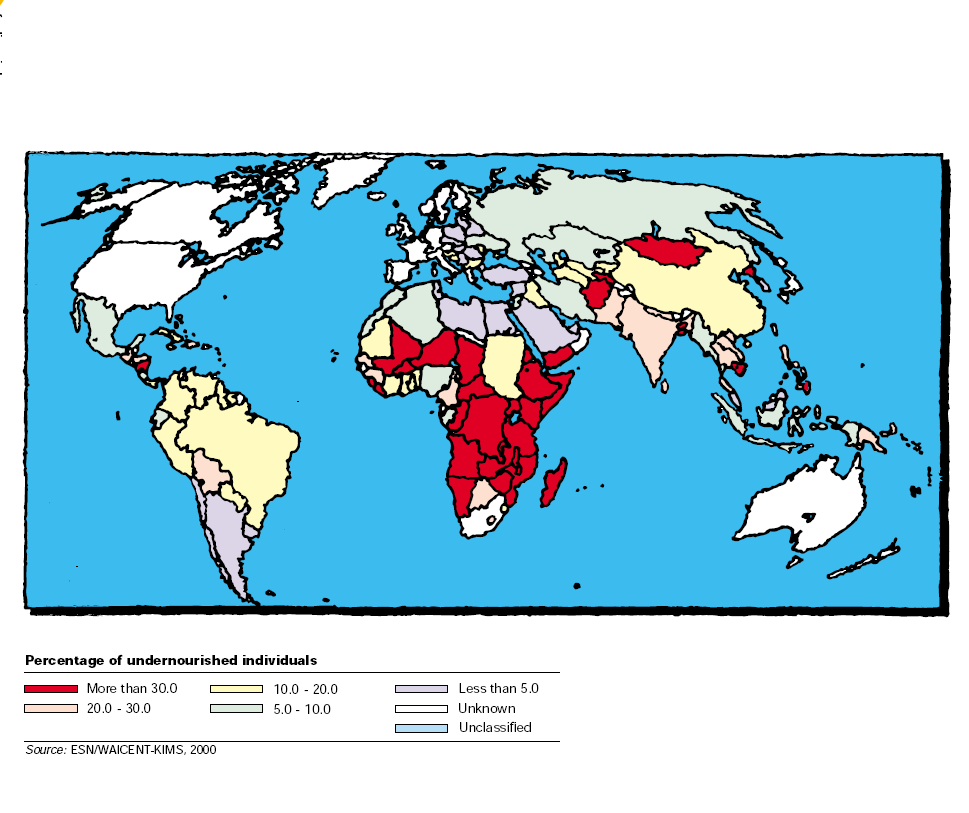 Percentage of undernourished individuals
More than 30.0
10.0 - 20.0
Less than 5.0
20.0 - 30.0
5.0 - 10.0
Unknown
Unclassified
Source: ESN/WAICENT-KIMS, 2000